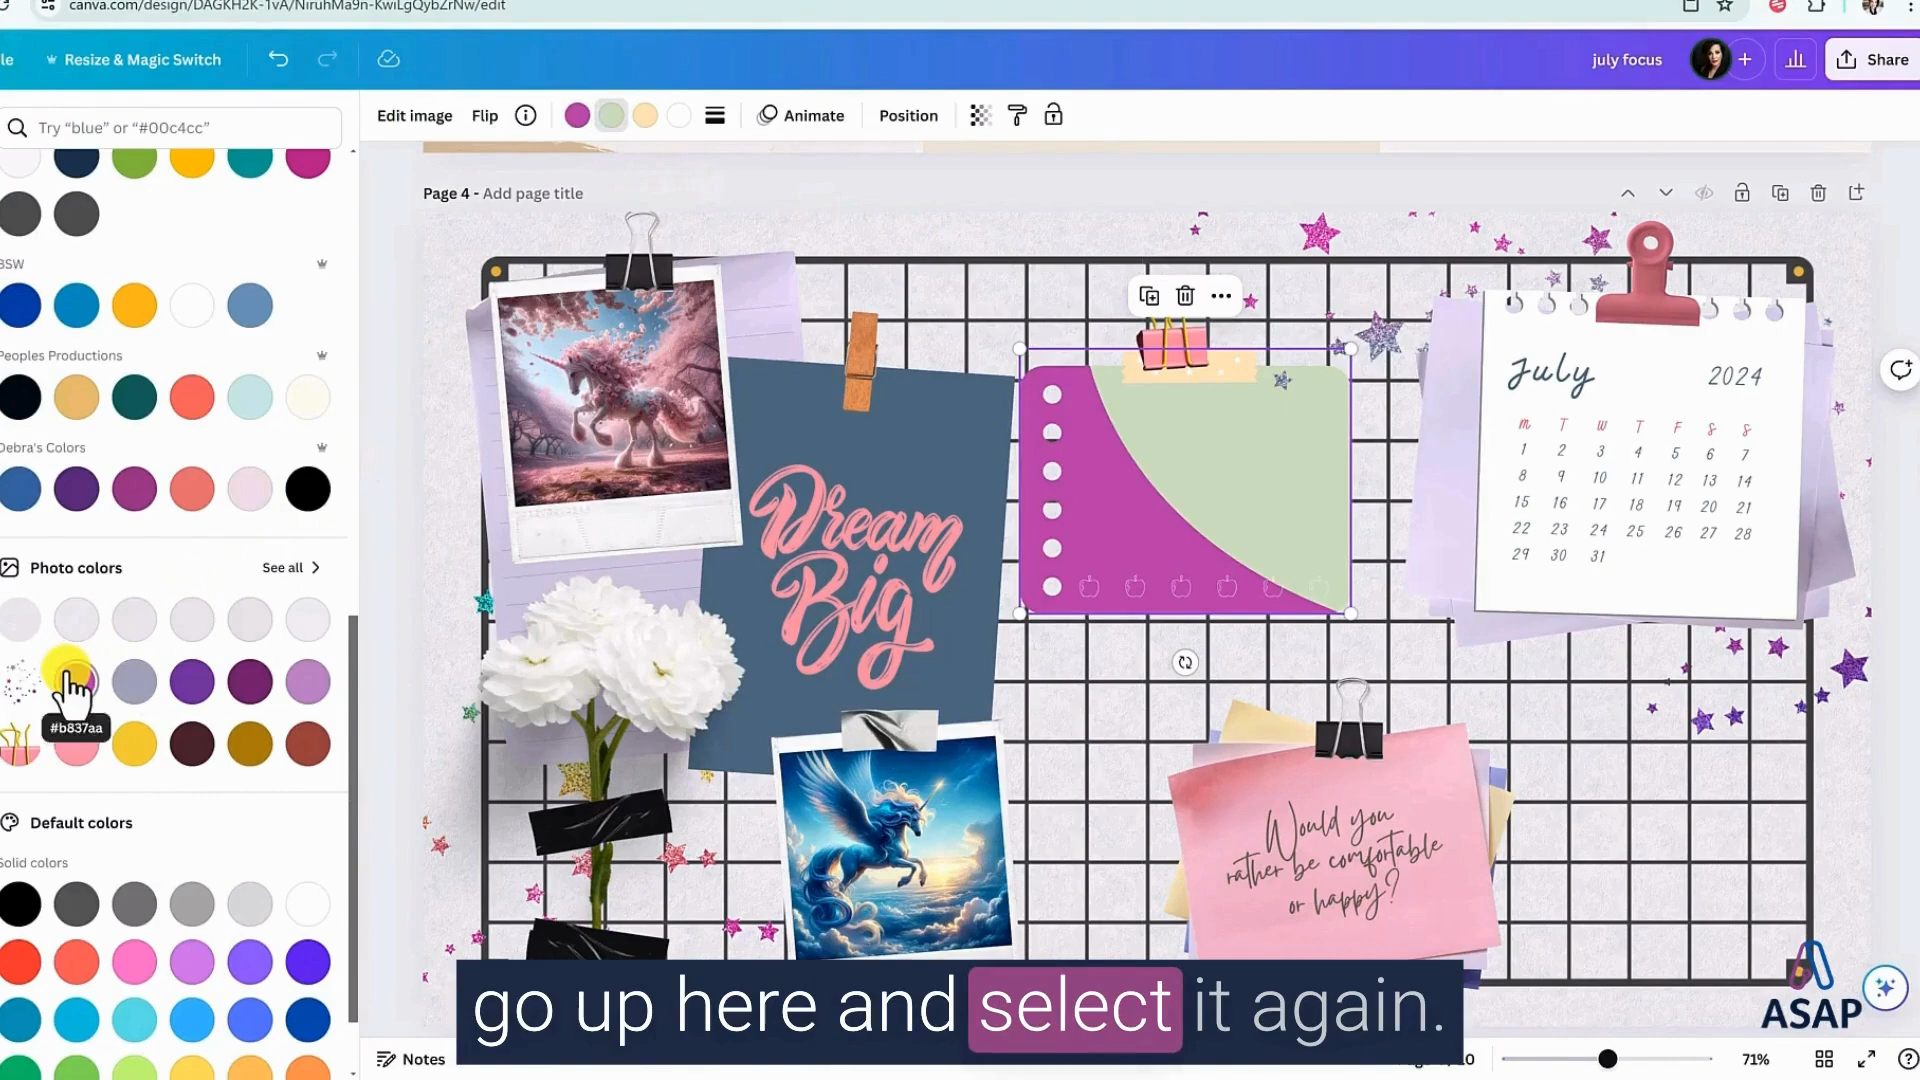 canva.com/design/DAGKH2K-1vA/NiruhMa9n-KwiLgQybZrNw/edit
le
Resize & Magic Switch
july focus
Share
Try “blue” or “#00c4cc”
Edit image
Flip
Animate
Position
Page 4 - Add page title
BSW
Peoples Productions
Debra's Colors
Photo colors
See all
#b837aa
Default colors
Solid colors
Dream
Big
July
2024
M T W T F S S
1 2 3 4 5 6 7
8 9 10 11 12 13 14
15 16 17 18 19 20 21
22 23 24 25 26 27 28
29 30 31
Would you
rather be comfortable
or happy?
go up here and select it again.
ASAP
Notes
71%